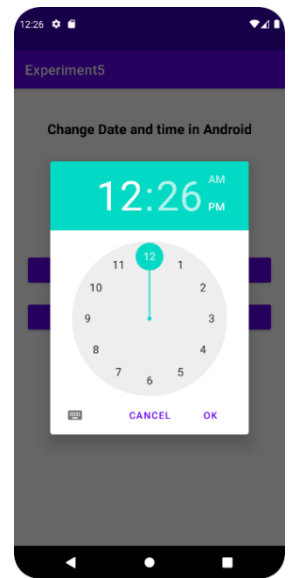 12:26
Experiment5
Change Date and time in Android
12:26 AM
PM
12
11 1
10 2
9 3
8 4
7 5
6
CANCEL OK